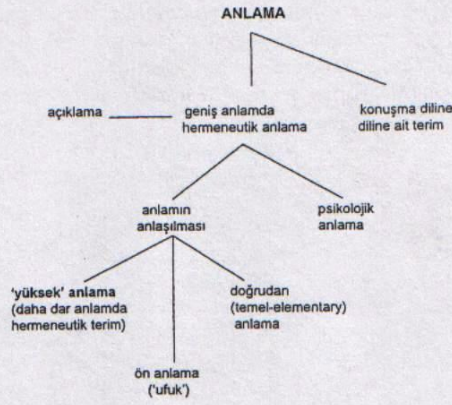 ANLAMA
açıklama
geniş anlamda
hermeneutik anlama
konuşma diline
diline ait terim
anlamın
anlaşılması
psikolojik
anlama
'yüksek' anlama
(daha dar anlamda
hermeneutik terim)
doğrudan
(temel-elementary)
anlama
ön anlama
('ufuk')